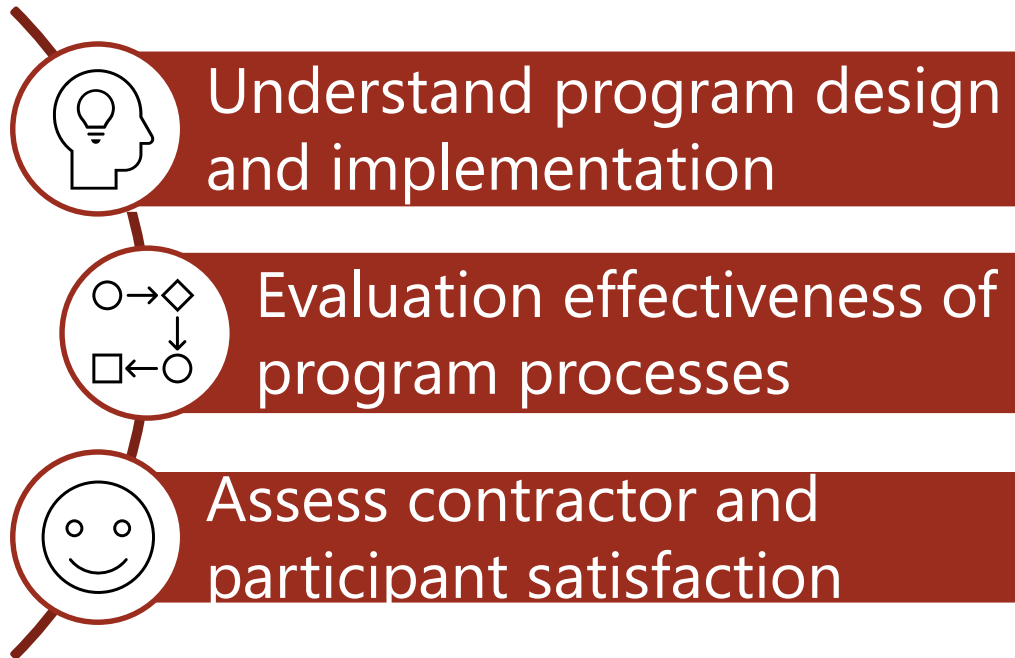 Understand program design
and implementation
Evaluation effectiveness of
program processes
Assess contractor and
participant satisfaction